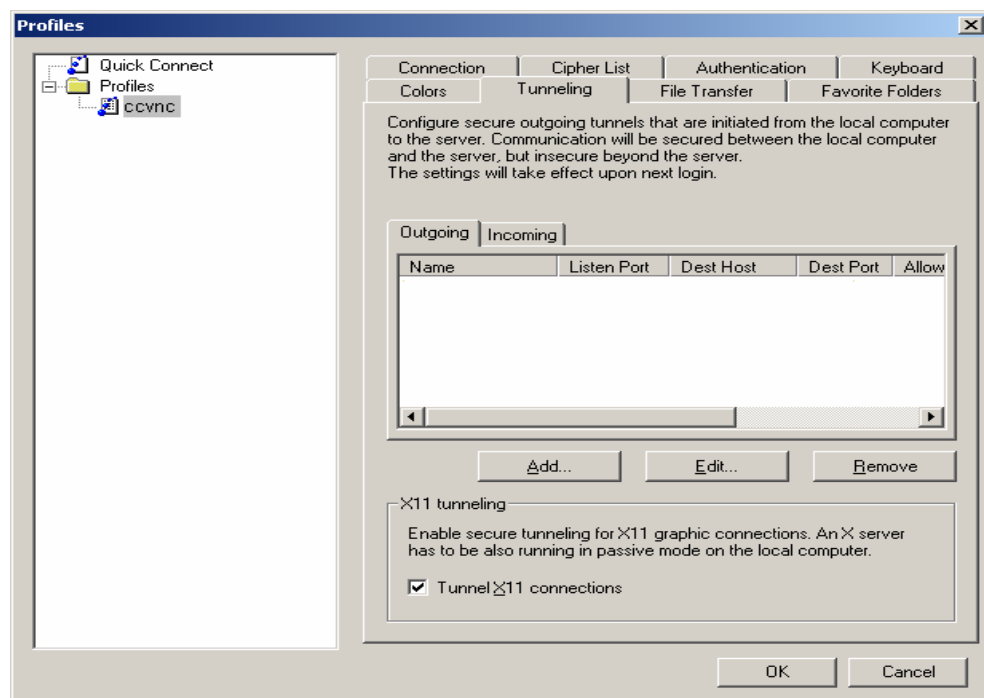 Profiles
Quick Connect
Profiles
ccvnc
Connection
Cipher List
Authentication
Keyboard
Colors
Tunneling
File Transfer
Favorite Folders
Configure secure outgoing tunnels that are initiated from the local computer
to the server. Communication will be secured between the local computer
and the server, but insecure beyond the server.
The settings will take effect upon next login.
Outgoing
Incoming
Name
Listen Port
Dest Host
Dest Port
Allow
Add...
Edit...
Remove
X11 tunneling
Enable secure tunneling for X11 graphic connections. An X server
has to be also running in passive mode on the local computer.
Tunnel X11 connections
OK
Cancel